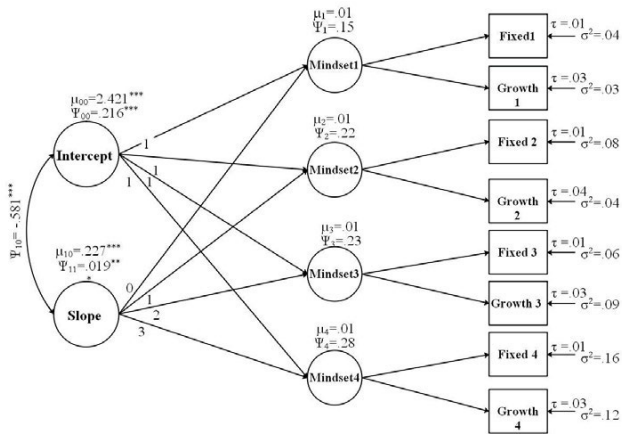 μ₁=.01
Ψ₁=.15
Mindset1
τ =.01
Fixed1
σ²=.04
τ =.03
Growth
1
σ²=.03
μ₀₀=2.421***
Ψ₀₀=.216***
Intercept
1
1
1
1
μ₂=.01
Ψ₂=.22
Mindset2
τ =.01
Fixed 2
σ²=.08
τ =.04
Growth
2
σ²=.04
Ψ₁₀= -.581***
μ₁₀=.227***
Ψ₁₁=.019**
*
Slope
0
1
2
3
μ₃=.01
Ψ₃=.23
Mindset3
τ =.01
Fixed 3
σ²=.06
τ =.03
Growth 3
σ²=.09
μ₄=.01
Ψ₄=.28
Mindset4
τ =.01
Fixed 4
σ²=.16
τ =.03
Growth
4
σ²=.12